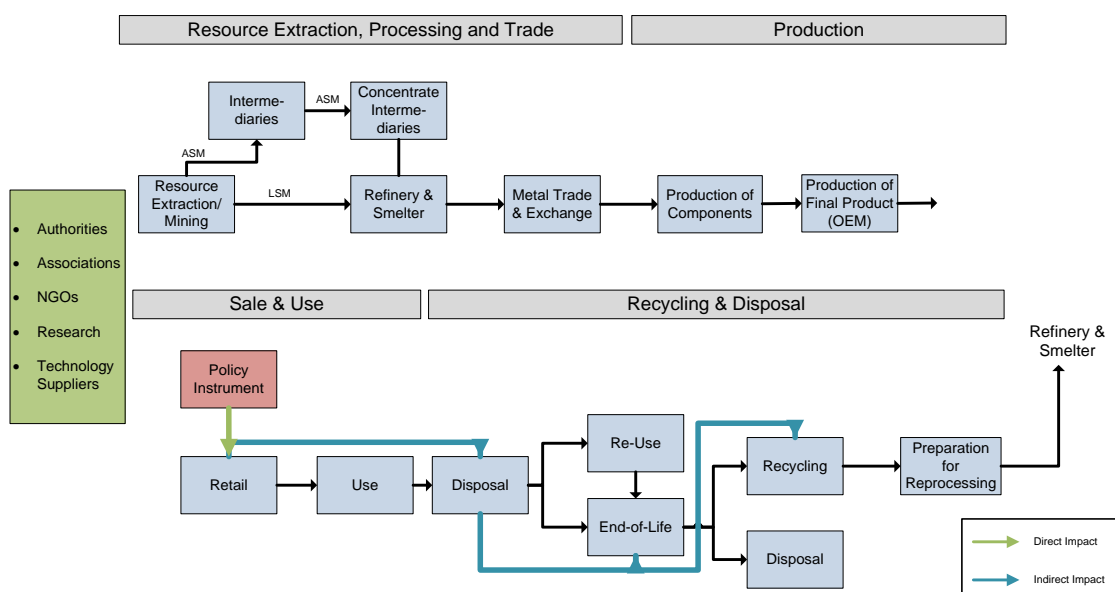 Resource Extraction, Processing and Trade
Production
Interme-
diaries
ASM
Concentrate
Interme-
diaries
ASM
Resource
Extraction/
Mining
LSM
Refinery &
Smelter
Metal Trade
& Exchange
Production of
Components
Production of
Final Product
(OEM)
• Authorities
• Associations
• NGOs
• Research
• Technology
Suppliers
Sale & Use
Recycling & Disposal
Refinery &
Smelter
Policy
Instrument
Retail
Use
Disposal
Re-Use
End-of-Life
Recycling
Disposal
Preparation
for
Reprocessing
Direct Impact
Indirect Impact